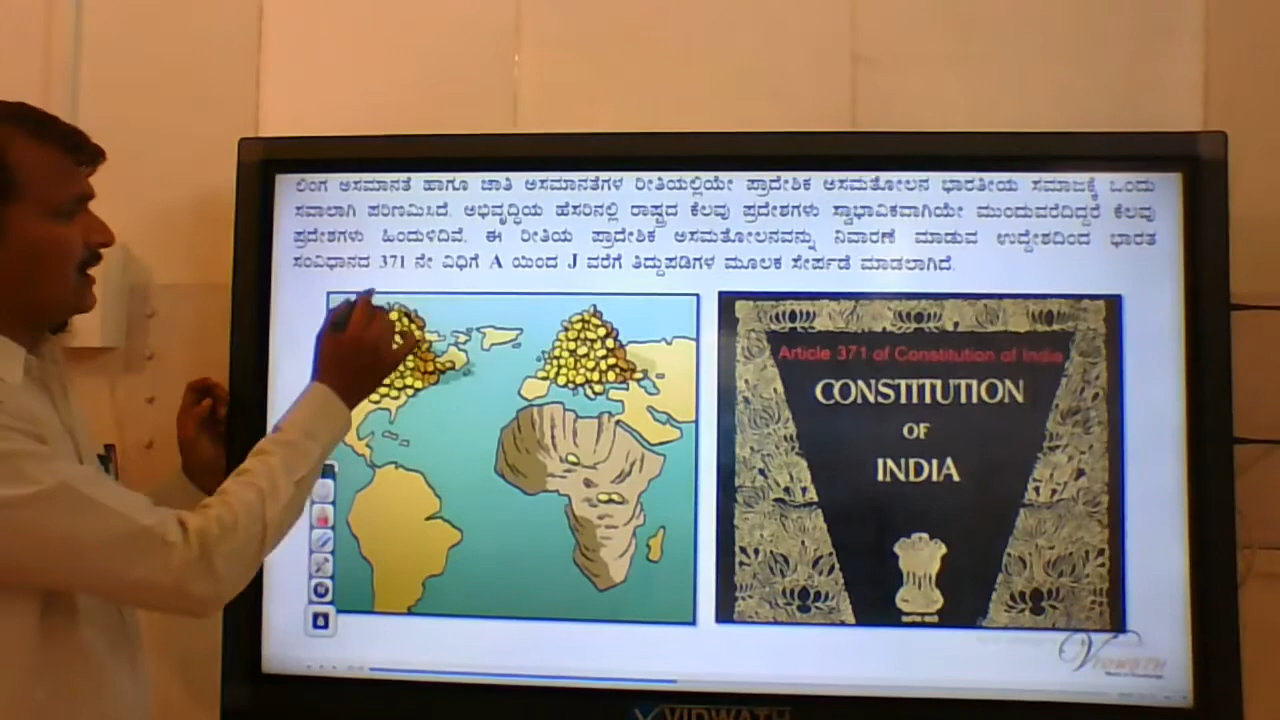 ಲಿಂಗ ಅಸಮಾನತೆ ಹಾಗೂ ಜಾತಿ ಅಸಮಾನತೆಗಳ ರೀತಿಯಲ್ಲಿಯೇ ಪ್ರಾದೇಶಿಕ ಅಸಮತೋಲನ ಭಾರತೀಯ ಸಮಾಜಕ್ಕೆ ಒಂದು
ಸವಾಲಾಗಿ ಪರಿಣಮಿಸಿದೆ. ಅಭಿವೃದ್ಧಿಯ ಹೆಸರಿನಲ್ಲಿ ರಾಷ್ಟ್ರದ ಕೆಲವು ಪ್ರದೇಶಗಳು ಸ್ವಾಭಾವಿಕವಾಗಿಯೇ ಮುಂದುವರೆದಿದ್ದರೆ ಕೆಲವು
ಪ್ರದೇಶಗಳು ಹಿಂದುಳಿದಿವೆ. ಈ ರೀತಿಯ ಪ್ರಾದೇಶಿಕ ಅಸಮತೋಲನವನ್ನು ನಿವಾರಣೆ ಮಾಡುವ ಉದ್ದೇಶದಿಂದ ಭಾರತ
ಸಂವಿಧಾನದ 371 ನೇ ವಿಧಿಗೆ A ಯಿಂದ J ವರೆಗೆ ತಿದ್ದುಪಡಿಗಳ ಮೂಲಕ ಸೇರ್ಪಡೆ ಮಾಡಲಾಗಿದೆ.
Article 371 of Constitution of India
CONSTITUTION
OF
INDIA
VIDWATH
VIDWATH